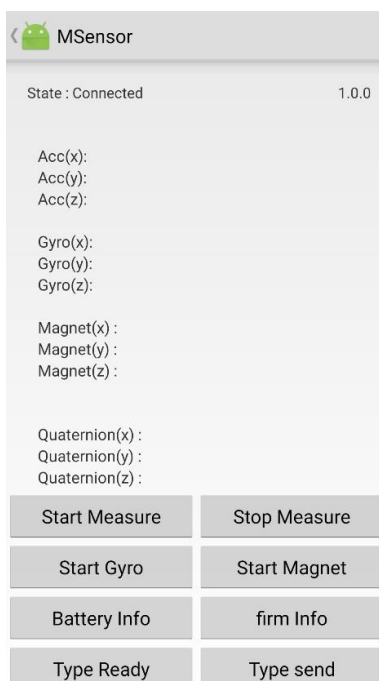 MSensor
State : Connected 1.0.0
Acc(x):
Acc(y):
Acc(z):
Gyro(x):
Gyro(y):
Gyro(z):
Magnet(x) :
Magnet(y) :
Magnet(z) :
Quaternion(x) :
Quaternion(y) :
Quaternion(z) :
Start Measure Stop Measure
Start Gyro Start Magnet
Battery Info firm Info
Type Ready Type send